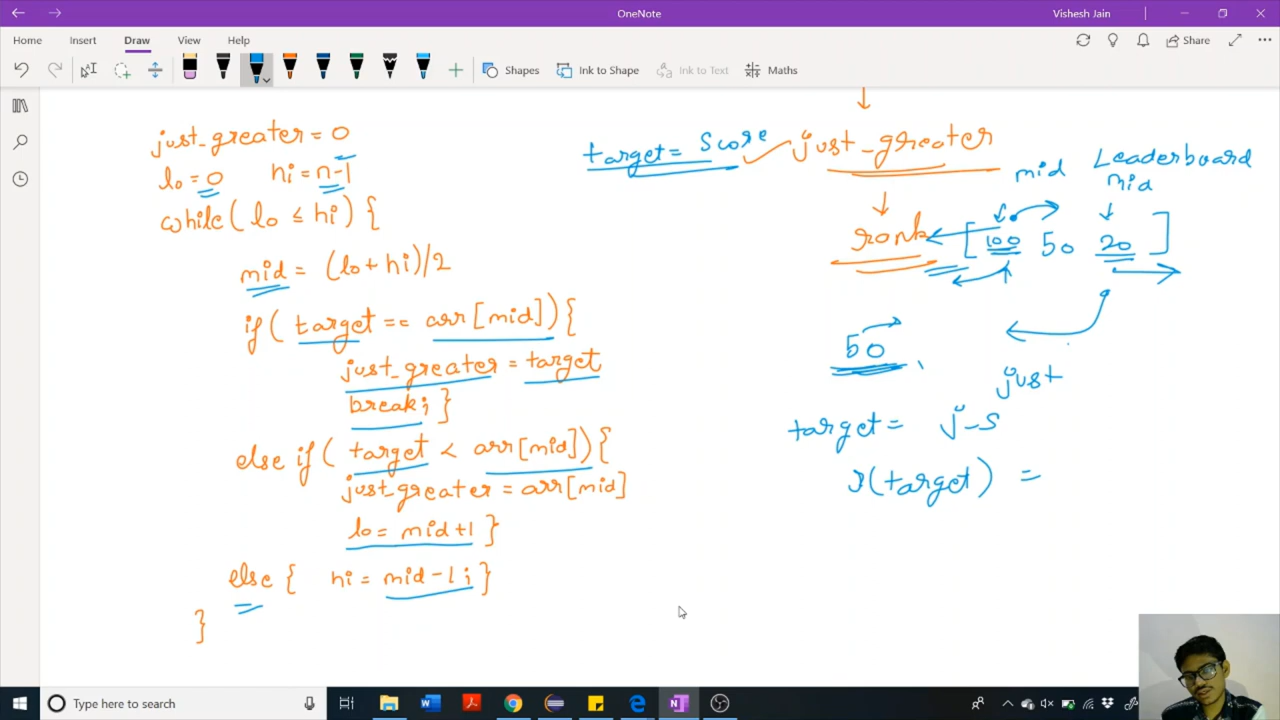 OneNote
Vishesh Jain
Home Insert Draw View Help
Share
Shapes Ink to Shape Ink to Text Maths
just_greater = 0
lo = 0 hi = n-1
while( lo ≤ hi ) {
mid = (lo + hi)/2
if ( target == arr[mid]) {
just_greater = target
break; }
else if ( target < arr[mid]) {
just_greater = arr[mid]
lo = mid+1 }
else { hi = mid-1; }
}
target = Score
just_greater
rank
Leaderboard
mid mid
[100 50 20]
50
just
target =
(target) =
Type here to search